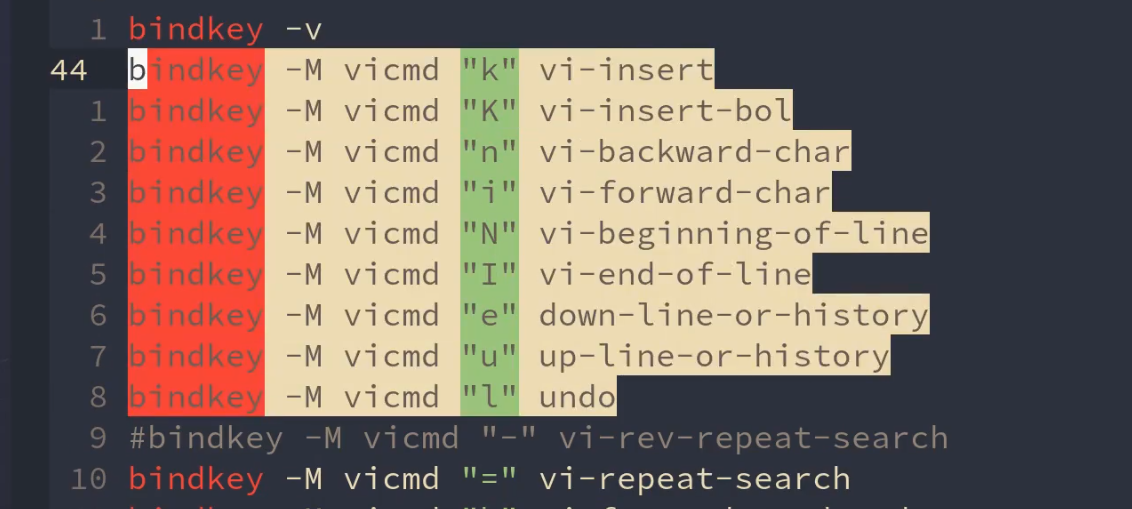 1 bindkey -v
44 bindkey -M vicmd "k" vi-insert
1 bindkey -M vicmd "K" vi-insert-bol
2 bindkey -M vicmd "n" vi-backward-char
3 bindkey -M vicmd "i" vi-forward-char
4 bindkey -M vicmd "N" vi-beginning-of-line
5 bindkey -M vicmd "I" vi-end-of-line
6 bindkey -M vicmd "e" down-line-or-history
7 bindkey -M vicmd "u" up-line-or-history
8 bindkey -M vicmd "l" undo
9 #bindkey -M vicmd "-" vi-rev-repeat-search
10 bindkey -M vicmd "=" vi-repeat-search